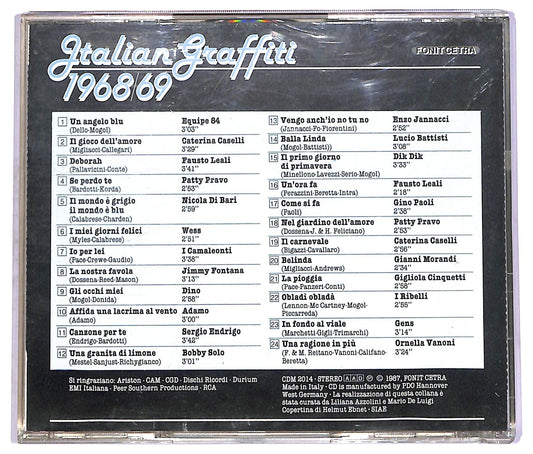 Italian Graffiti
1968/69
FONIT CETRA
1 Un angelo blu Equipe 84
(Dello-Mogol) 3'03"
2 Il gioco dell'amore Caterina Caselli
(Migliacci-Callegari) 3'29"
3 Deborah Fausto Leali
(Pallavicini-Conte) 3'41"
4 Se perdo te Patty Pravo
(Bardotti-Korda) 2'53"
5 Il mondo è grigio Nicola Di Bari
il mondo è blu 2'59"
(Calabrese-Charden)
6 I miei giorni felici Wess
(Myles-Calabrese) 2'51"
7 Io per lei I Camaleonti
(Pace-Crewe-Gaudio) 3'38"
8 La nostra favola Jimmy Fontana
(Dossena-Reed-Mason) 3'13"
9 Gli occhi miei Dino
(Mogol-Donida) 2'58"
10 Affida una lacrima al vento Adamo
(Adamo) 3'00"
11 Canzone per te Sergio Endrigo
(Endrigo-Bardotti) 3'42"
12 Una granita di limone Bobby Solo
(Mestel-Sanjust-Richygianco) 3'01"
13 Vengo anch'io no tu no Enzo Jannacci
(Jannacci-Fo-Fiorentini) 2'52"
14 Balla Linda Lucio Battisti
(Mogol-Battisti)) 3'08"
15 Il primo giorno Dik Dik
di primavera 3'33"
(Minellono-Lavezzi-Serio-Mogol)
16 Un'ora fa Fausto Leali
(Perazzini-Beretta-Intra) 2'18"
17 Come si fa Gino Paoli
(Paoli) 2'38"
18 Nel giardino dell'amore Patty Pravo
(Dossena-J. & H. Feliciano) 2'53"
19 Il carnevale Caterina Caselli
(Bigazzi-Cavallaro) 2'56"
20 Belinda Gianni Morandi
(Migliacci-Andrews) 2'34"
21 La pioggia Gigliola Cinquetti
(Pace-Panzeri-Conti) 2'58"
22 Obladi obladà I Ribelli
(Lennon-Mc Cartney-Mogol- 2'55"
Piccarreda)
23 In fondo al viale Gens
(Marchetti-Gigli-Trimarchi) 3'14"
24 Una ragione in più Ornella Vanoni
(F. & M. Reitano-Vanoni-Califano- 3'24"
Beretta)
Si ringraziano: Ariston - CAM - CGD - Dischi Ricordi - Durium
EMI Italiana - Peer Southern Productions - RCA
CDM 2014 - STEREO AAD Ⓟ © 1987, FONIT CETRA
Made in Italy - CD is manufactured by PDO Hannover
West Germany - La realizzazione di questa collana è
stata curata da Liliana Azzolini e Mario De Luigi
Copertina di Helmut Ebnet - SIAE